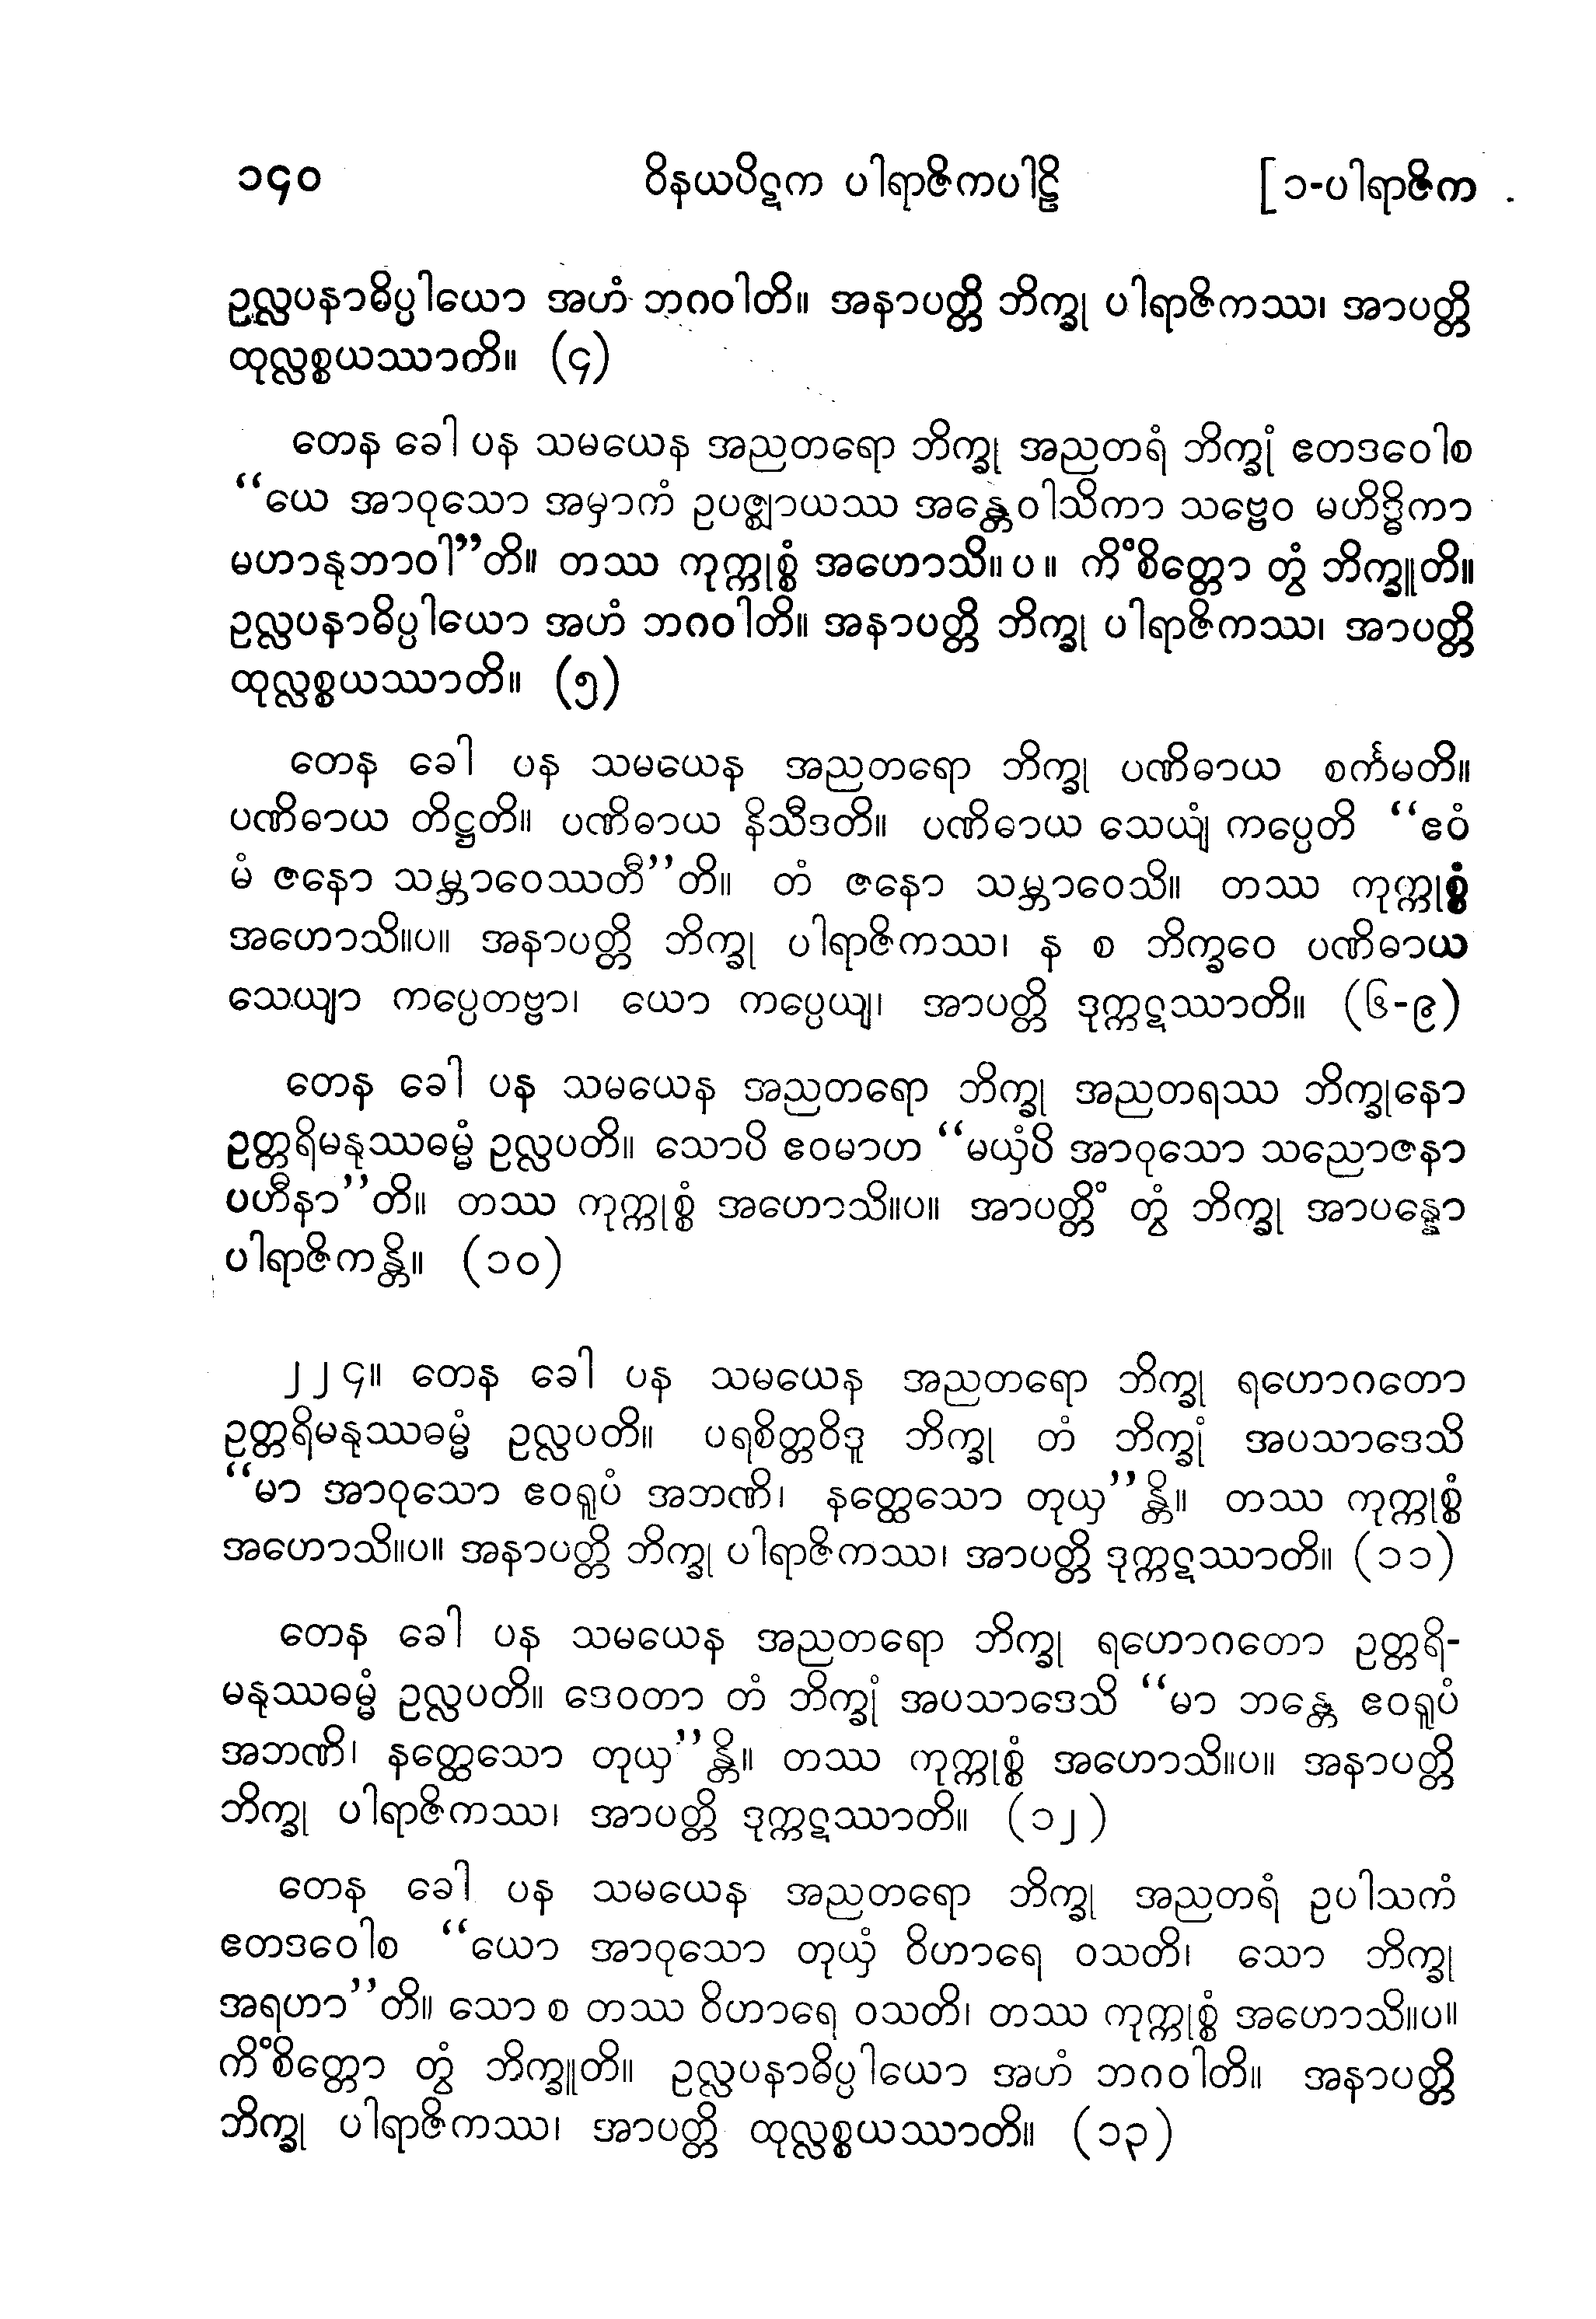 ၁၄၀ ဝိနယပိဋက ပါရာဇိကပါဠိ [၁-ပါရာဇိက
ဥလ္လပနာဓိပ္ပါယော အဟံ ဘဂဝါတိ။ အနာပတ္တိ ဘိက္ခု ပါရာဇိကဿ၊ အာပတ္တိ
ထုလ္လစ္စယဿာတိ။ (၄)
တေန ခေါ ပန သမယေန အညတရော ဘိက္ခု အညတရံ ဘိက္ခုံ ဧတဒဝေါစ
“ယေ အာဝုသော အမှာကံ ဥပဇ္ဈာယဿ အန္တေဝါသိကာ သဗ္ဗေဝ မဟိဒ္ဓိကာ
မဟာနုဘာဝါ”တိ။ တဿ ကုက္ကုစ္စံ အဟောသိ။ ပ ။ ကိံစိတ္တော တွံ ဘိက္ခူတိ။
ဥလ္လပနာဓိပ္ပါယော အဟံ ဘဂဝါတိ။ အနာပတ္တိ ဘိက္ခု ပါရာဇိကဿ၊ အာပတ္တိ
ထုလ္လစ္စယဿာတိ။ (၅)
တေန ခေါ ပန သမယေန အညတရော ဘိက္ခု ပဏိဓာယ စင်္ကမတိ။
ပဏိဓာယ တိဋ္ဌတိ။ ပဏိဓာယ နိသီဒတိ။ ပဏိဓာယ သေယျံ ကပ္ပေတိ “ဧဝံ
မံ ဇနော သမ္ဘာဝေဿတီ”တိ။ တံ ဇနော သမ္ဘာဝေသိ။ တဿ ကုက္ကုစ္စံ
အဟောသိ။ပ။ အနာပတ္တိ ဘိက္ခု ပါရာဇိကဿ၊ န စ ဘိက္ခဝေ ပဏိဓာယ
သေယျာ ကပ္ပေတဗ္ဗာ၊ ယော ကပ္ပေယျ၊ အာပတ္တိ ဒုက္ကဋဿာတိ။ (၆-၉)
တေန ခေါ ပန သမယေန အညတရော ဘိက္ခု အညတရဿ ဘိက္ခုနော
ဥတ္တရိမနုဿဓမ္မံ ဥလ္လပတိ။ သောပိ ဧဝမာဟ “မယှံပိ အာဝုသော သညောဇနာ
ပဟီနာ”တိ။ တဿ ကုက္ကုစ္စံ အဟောသိ။ပ။ အာပတ္တိံ တွံ ဘိက္ခု အာပန္နော
ပါရာဇိကန္တိ။ (၁၀)
၂၂၄။ တေန ခေါ ပန သမယေန အညတရော ဘိက္ခု ရဟောဂတော
ဥတ္တရိမနုဿဓမ္မံ ဥလ္လပတိ။ ပရစိတ္တဝိဒူ ဘိက္ခု တံ ဘိက္ခုံ အပသာဒေသိ
“မာ အာဝုသော ဧဝရူပံ အဘဏိ၊ နတ္ထေသော တုယှ”န္တိ။ တဿ ကုက္ကုစ္စံ
အဟောသိ။ပ။ အနာပတ္တိ ဘိက္ခု ပါရာဇိကဿ၊ အာပတ္တိ ဒုက္ကဋဿာတိ။ (၁၁)
တေန ခေါ ပန သမယေန အညတရော ဘိက္ခု ရဟောဂတော ဥတ္တရိ-
မနုဿဓမ္မံ ဥလ္လပတိ။ ဒေဝတာ တံ ဘိက္ခုံ အပသာဒေသိ “မာ ဘန္တေ ဧဝရူပံ
အဘဏိ၊ နတ္ထေသော တုယှ”န္တိ။ တဿ ကုက္ကုစ္စံ အဟောသိ။ပ။ အနာပတ္တိ
ဘိက္ခု ပါရာဇိကဿ၊ အာပတ္တိ ဒုက္ကဋဿာတိ။ (၁၂)
တေန ခေါ ပန သမယေန အညတရော ဘိက္ခု အညတရံ ဥပါသကံ
ဧတဒဝေါစ “ယော အာဝုသော တုယှံ ဝိဟာရေ ဝသတိ၊ သော ဘိက္ခု
အရဟာ”တိ။ သော စ တဿ ဝိဟာရေ ဝသတိ၊ တဿ ကုက္ကုစ္စံ အဟောသိ။ပ။
ကိံစိတ္တော တွံ ဘိက္ခူတိ။ ဥလ္လပနာဓိပ္ပါယော အဟံ ဘဂဝါတိ။ အနာပတ္တိ
ဘိက္ခု ပါရာဇိကဿ၊ အာပတ္တိ ထုလ္လစ္စယဿာတိ။ (၁၃)